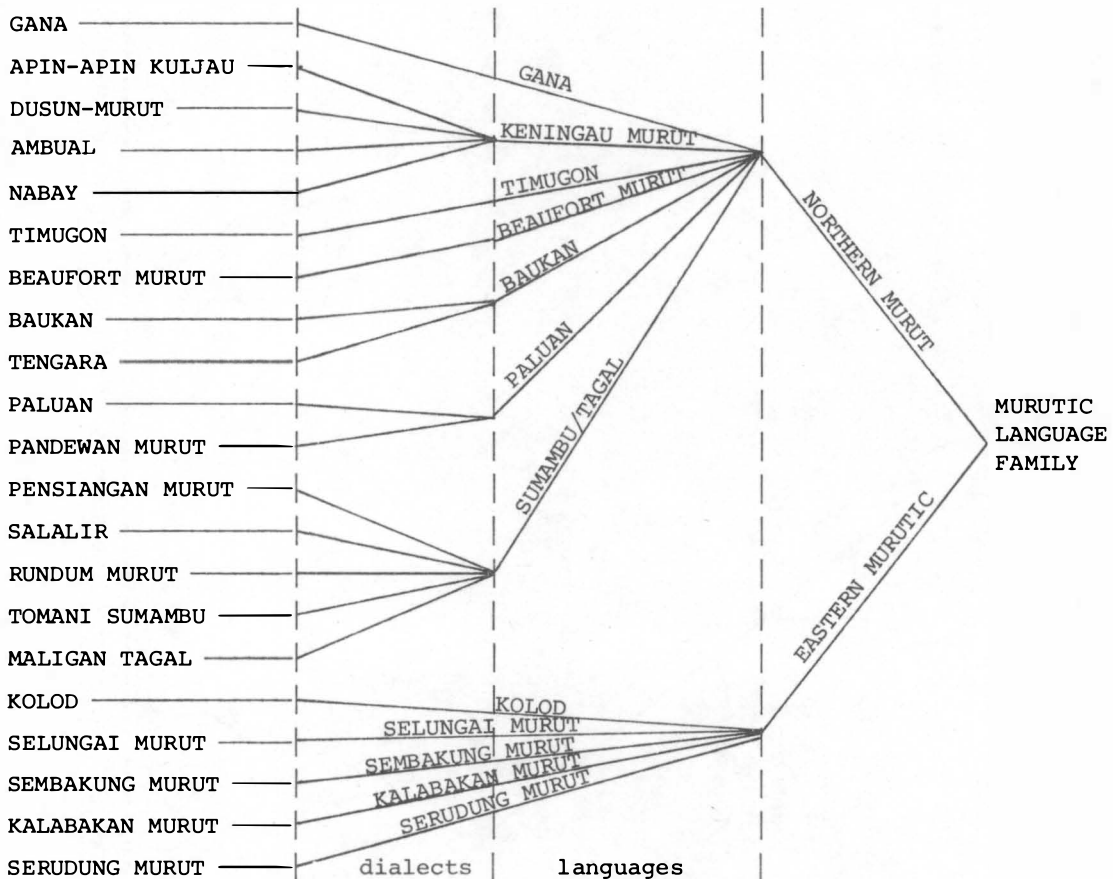 GANA
APIN-APIN KUIJAU
DUSUN-MURUT
AMBUAL
NABAY
TIMUGON
BEAUFORT MURUT
BAUKAN
TENGARA
PALUAN
PANDEWAN MURUT
PENSIANGAN MURUT
SALALIR
RUNDUM MURUT
TOMANI SUMAMBU
MALIGAN TAGAL
KOLOD
SELUNGAI MURUT
SEMBAKUNG MURUT
KALABAKAN MURUT
SERUDUNG MURUT
GANA
KENINGAU MURUT
TIMUGON
BEAUFORT MURUT
BAUKAN
PALUAN
SUMAMBU/TAGAL
KOLOD
SELUNGAI MURUT
SEMBAKUNG MURUT
KALABAKAN MURUT
SERUDUNG MURUT
dialects
languages
NORTHERN MURUT
EASTERN MURUTIC
MURUTIC
LANGUAGE
FAMILY